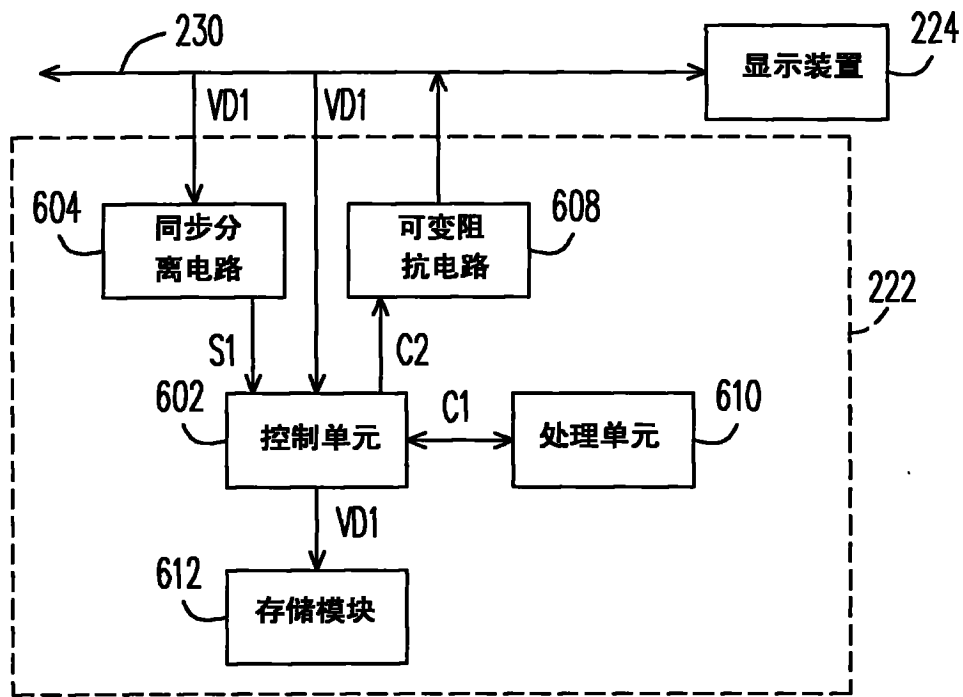 230
224
显示装置
VD1
VD1
604
同步分
离电路
可变阻
抗电路
608
222
S1
C2
602
控制单元
C1
处理单元
610
VD1
612
存储模块